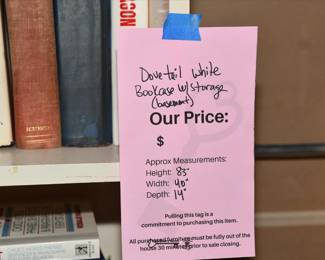 Dovetail white
Bookcase w/storage
(basement)
Our Price:
$
Approx Measurements:
Height: 83"
Width: 40"
Depth: 14"
Pulling this tag is a
commitment to purchasing this item.
All purchased furniture must be fully out of the
house 30 minutes prior to sale closing.